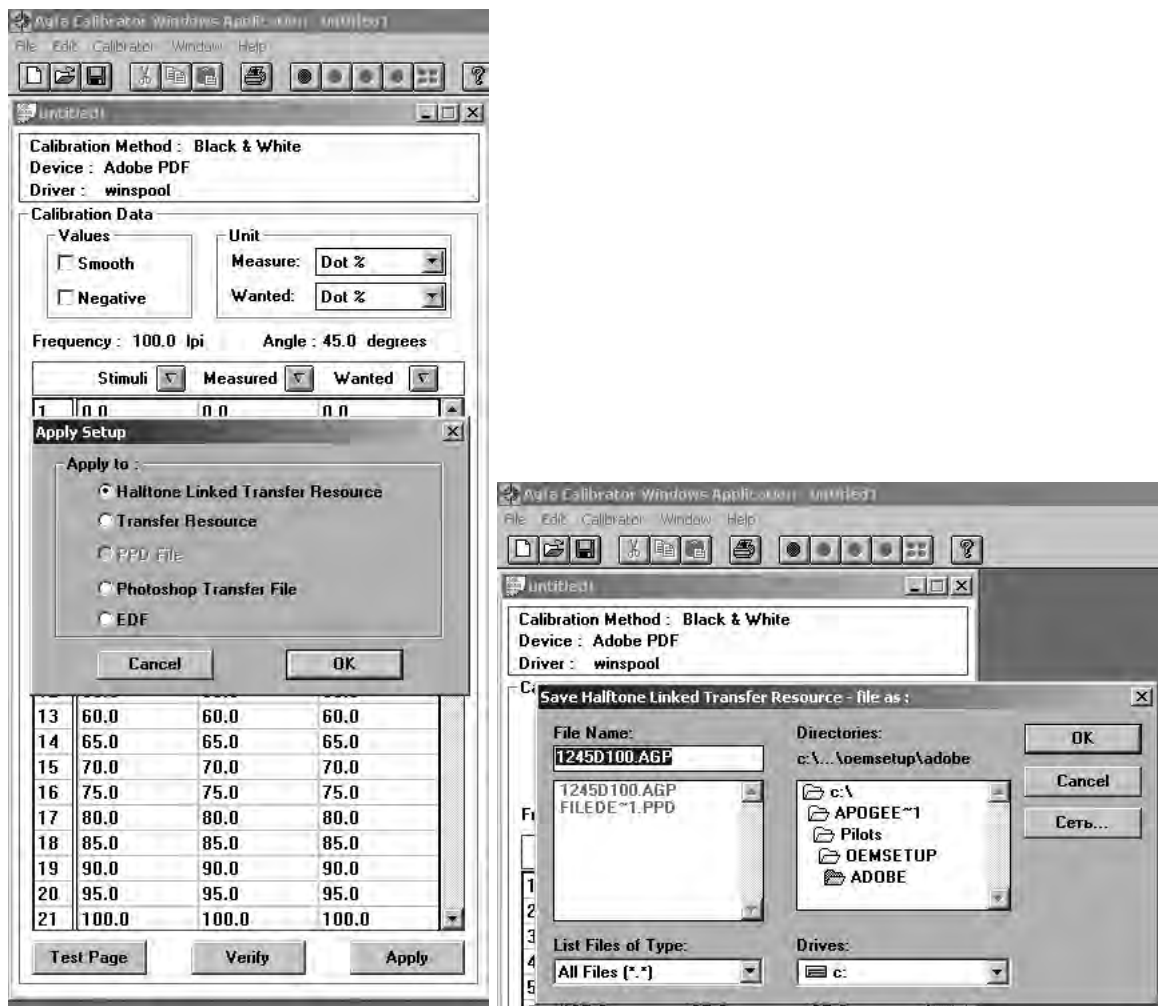 Agfa Calibrator Windows Application - untitled1
File Edit Calibrator Window Help
untitled1
Calibration Method : Black & White
Device : Adobe PDF
Driver : winspool
Calibration Data
Values
Smooth
Negative
Unit
Measure: Dot %
Wanted: Dot %
Frequency : 100.0 lpi Angle : 45.0 degrees
Stimuli Measured Wanted
1 0.0 0.0 0.0
Apply Setup
Apply to :
Halftone Linked Transfer Resource
Transfer Resource
PPD File
Photoshop Transfer File
EDF
Cancel OK
13 60.0 60.0 60.0
14 65.0 65.0 65.0
15 70.0 70.0 70.0
16 75.0 75.0 75.0
17 80.0 80.0 80.0
18 85.0 85.0 85.0
19 90.0 90.0 90.0
20 95.0 95.0 95.0
21 100.0 100.0 100.0
Test Page Verify Apply
Agfa Calibrator Windows Application - untitled1
File Edit Calibrator Window Help
untitled1
Calibration Method : Black & White
Device : Adobe PDF
Driver : winspool
Save Halftone Linked Transfer Resource - file as :
File Name:
1245D100.AGP
1245D100.AGP
FILEDE~1.PPD
Directories:
c:\...\oemsetup\adobe
c:\
APOGEE~1
Pilots
OEMSETUP
ADOBE
OK
Cancel
Сеть...
List Files of Type:
All Files (*.*)
Drives:
c:
1
2
3
4
5